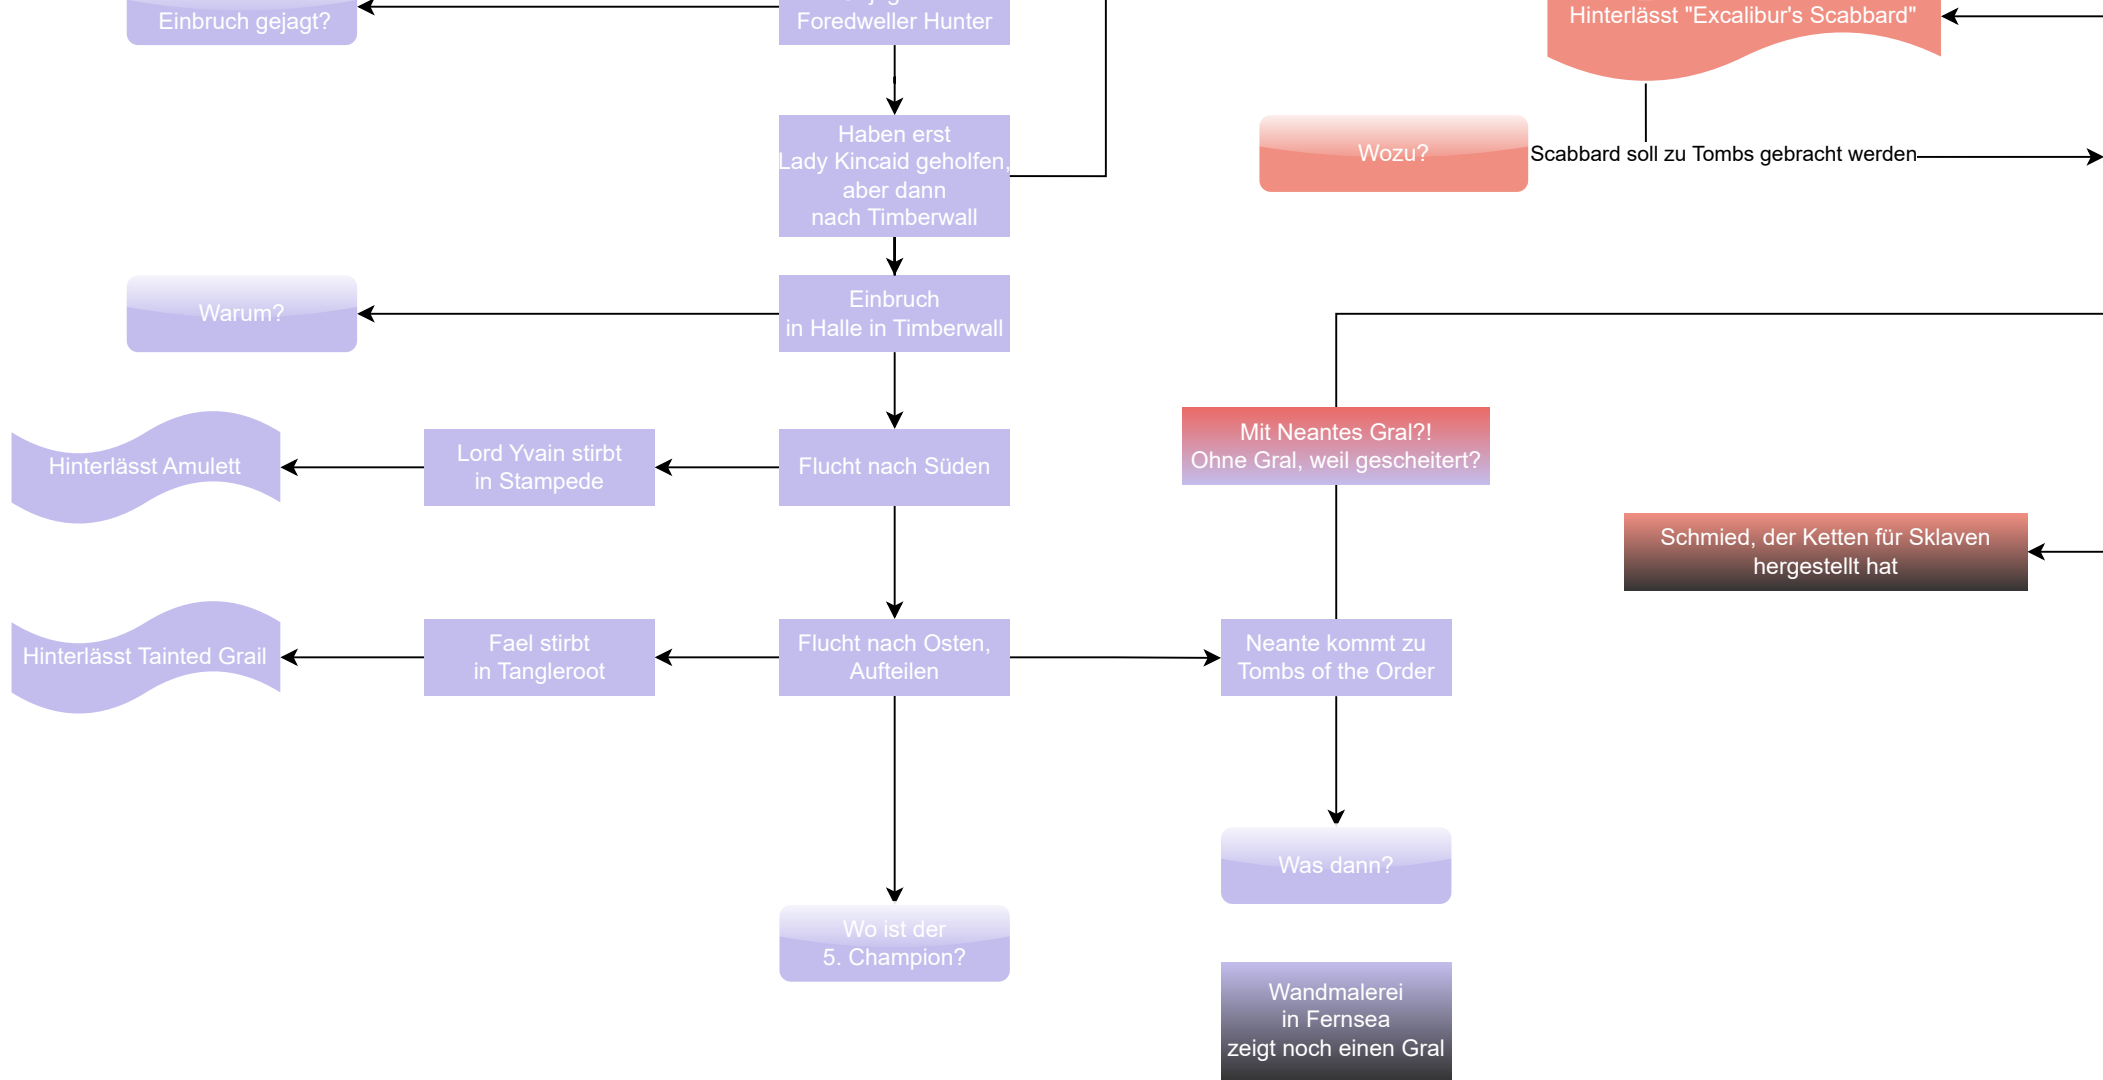 Einbruch gejagt?
Foredweller Hunter
Hinterlässt "Excalibur's Scabbard"
Haben erst
Lady Kincaid geholfen,
aber dann
nach Timberwall
Wozu?
Scabbard soll zu Tombs gebracht werden
Warum?
Einbruch
in Halle in Timberwall
Hinterlässt Amulett
Lord Yvain stirbt
in Stampede
Flucht nach Süden
Mit Neantes Gral?!
Ohne Gral, weil gescheitert?
Schmied, der Ketten für Sklaven
hergestellt hat
Hinterlässt Tainted Grail
Fael stirbt
in Tangleroot
Flucht nach Osten,
Aufteilen
Neante kommt zu
Tombs of the Order
Was dann?
Wo ist der
5. Champion?
Wandmalerei
in Fernsea
zeigt noch einen Gral